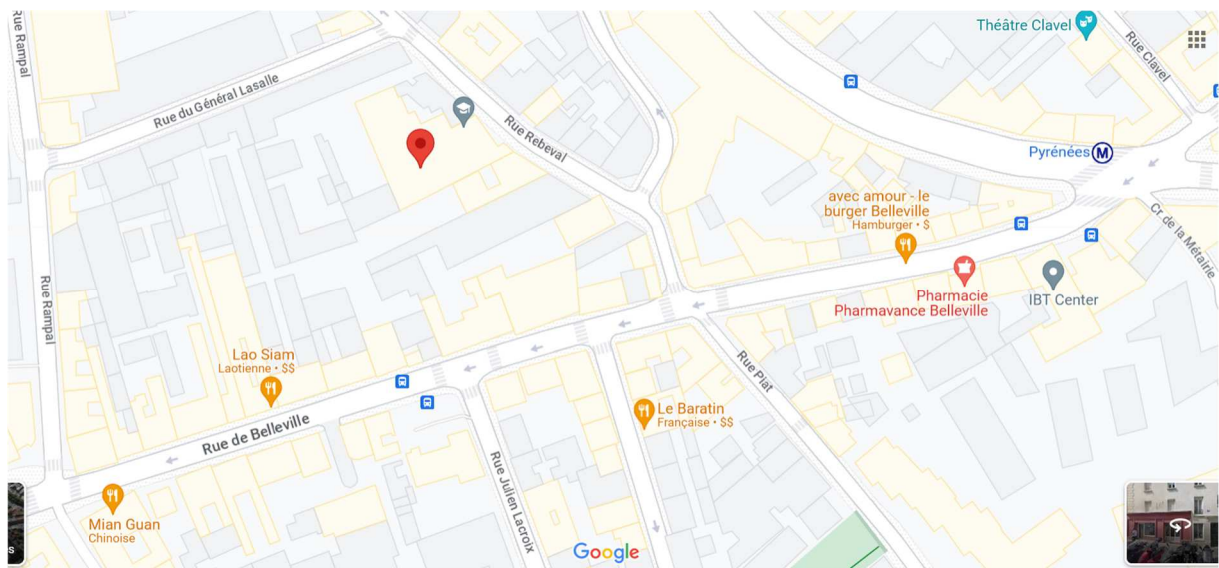 Rue Rampal
Théâtre Clavel
Rue Clavel
Rue du Général Lasalle
Rue Rebeval
Pyrénées
M
avec amour - le
burger Belleville
Hamburger • $
Cr de la Métairie
Pharmacie
Pharmavance Belleville
IBT Center
Rue Rampal
Lao Siam
Laotienne • $$
Rue Piat
Le Baratin
Française • $$
Rue de Belleville
Rue Julien Lacroix
Mian Guan
Chinoise
Google
s